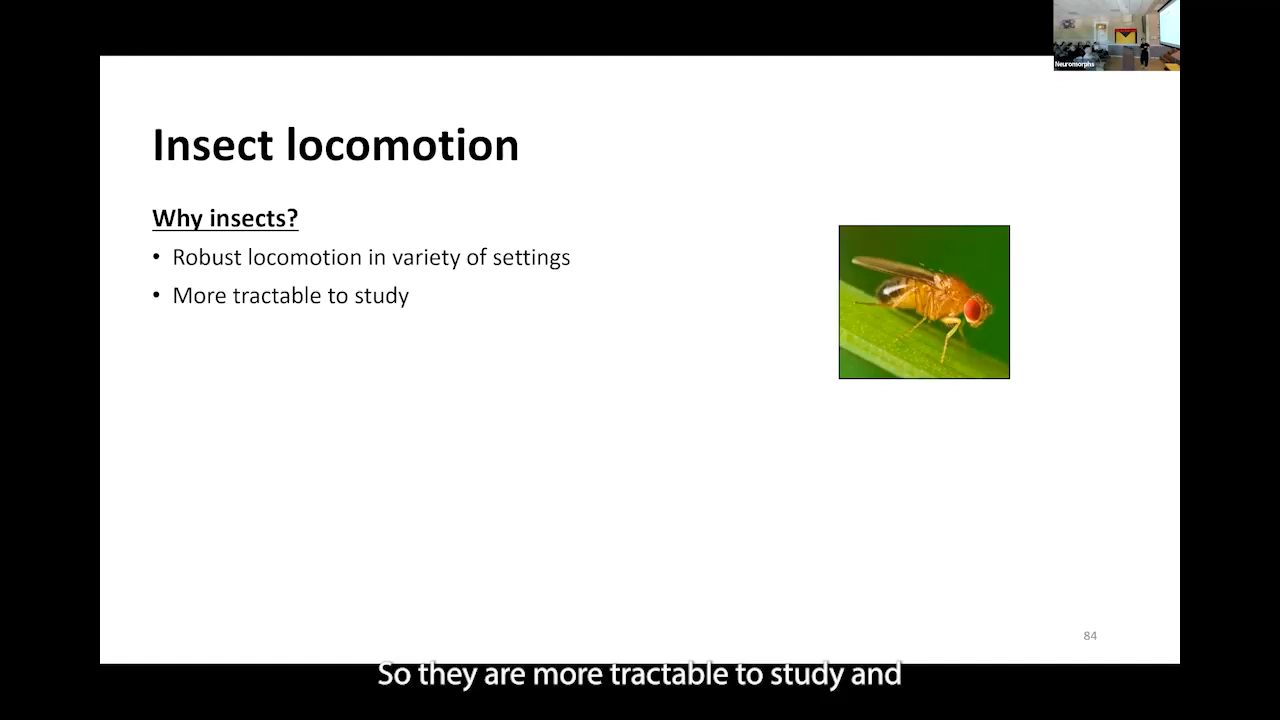 Neuromorphs
Insect locomotion
Why insects?
• Robust locomotion in variety of settings
• More tractable to study
84
So they are more tractable to study and